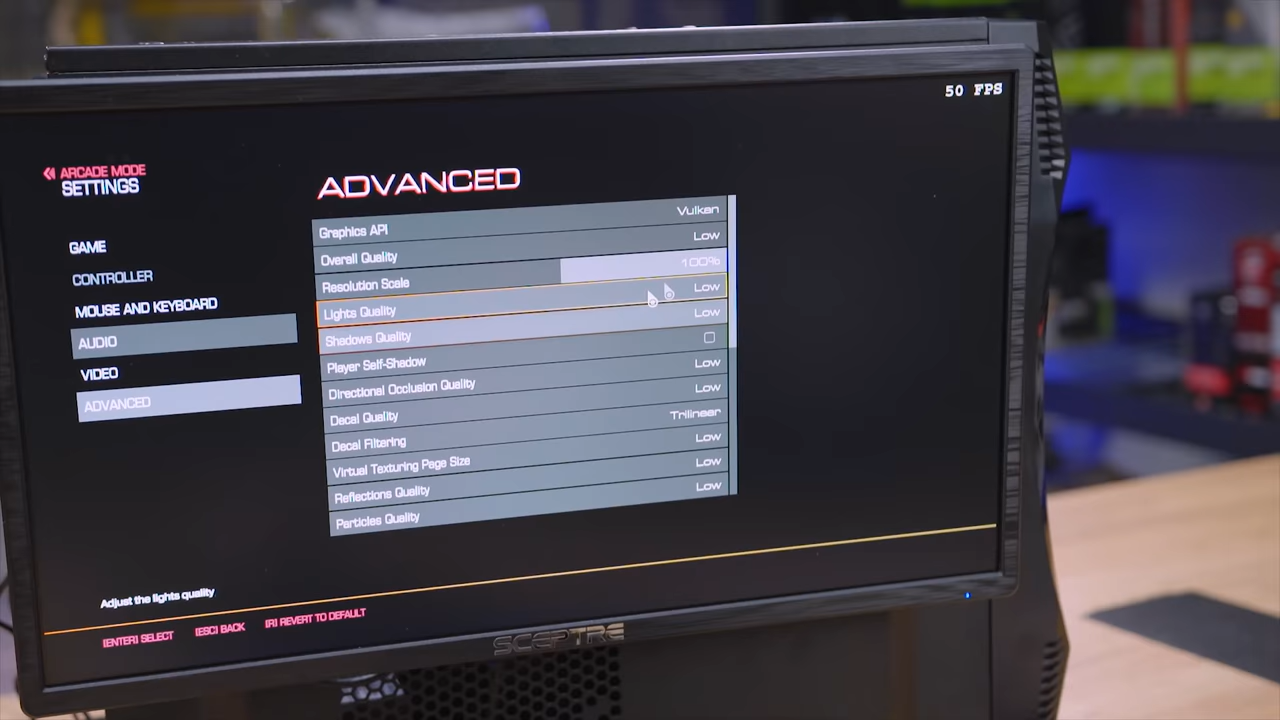 50 FPS
ARCADE MODE
SETTINGS
GAME
CONTROLLER
MOUSE AND KEYBOARD
AUDIO
VIDEO
ADVANCED
ADVANCED
Graphics API Vulkan
Overall Quality Low
Resolution Scale 100%
Lights Quality Low
Shadows Quality Low
Player Self-Shadow
Directional Occlusion Quality Low
Decal Quality Low
Decal Filtering Trilinear
Virtual Texturing Page Size Low
Reflections Quality Low
Particles Quality Low
Adjust the lights quality
[ENTER] SELECT [ESC] BACK [R] REVERT TO DEFAULT
SCEPTRE